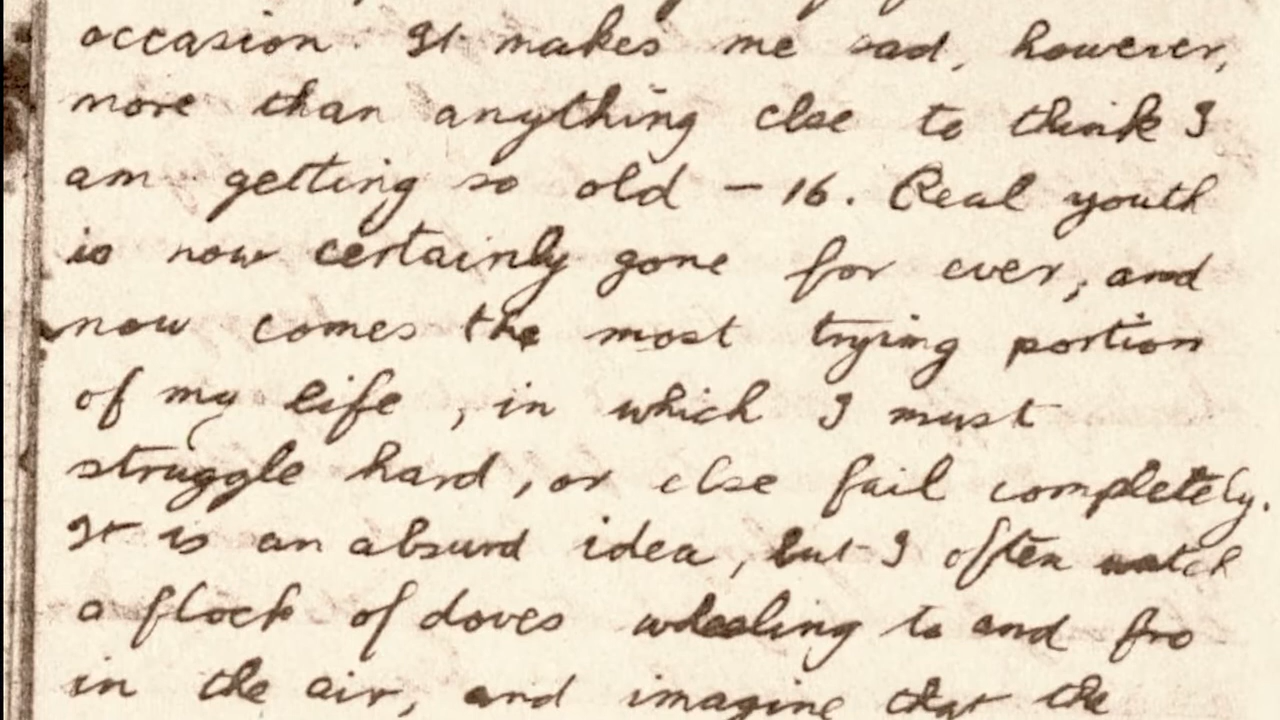 occasion. It makes me sad, however,
more than anything else to think I
am getting so old – 16. Real youth
is now certainly gone for ever, and
now comes the most trying portion
of my life, in which I must
struggle hard, or else fail completely.
It is an absurd idea, but I often watch
a flock of doves wheeling to and fro
in the air, and imagine that the